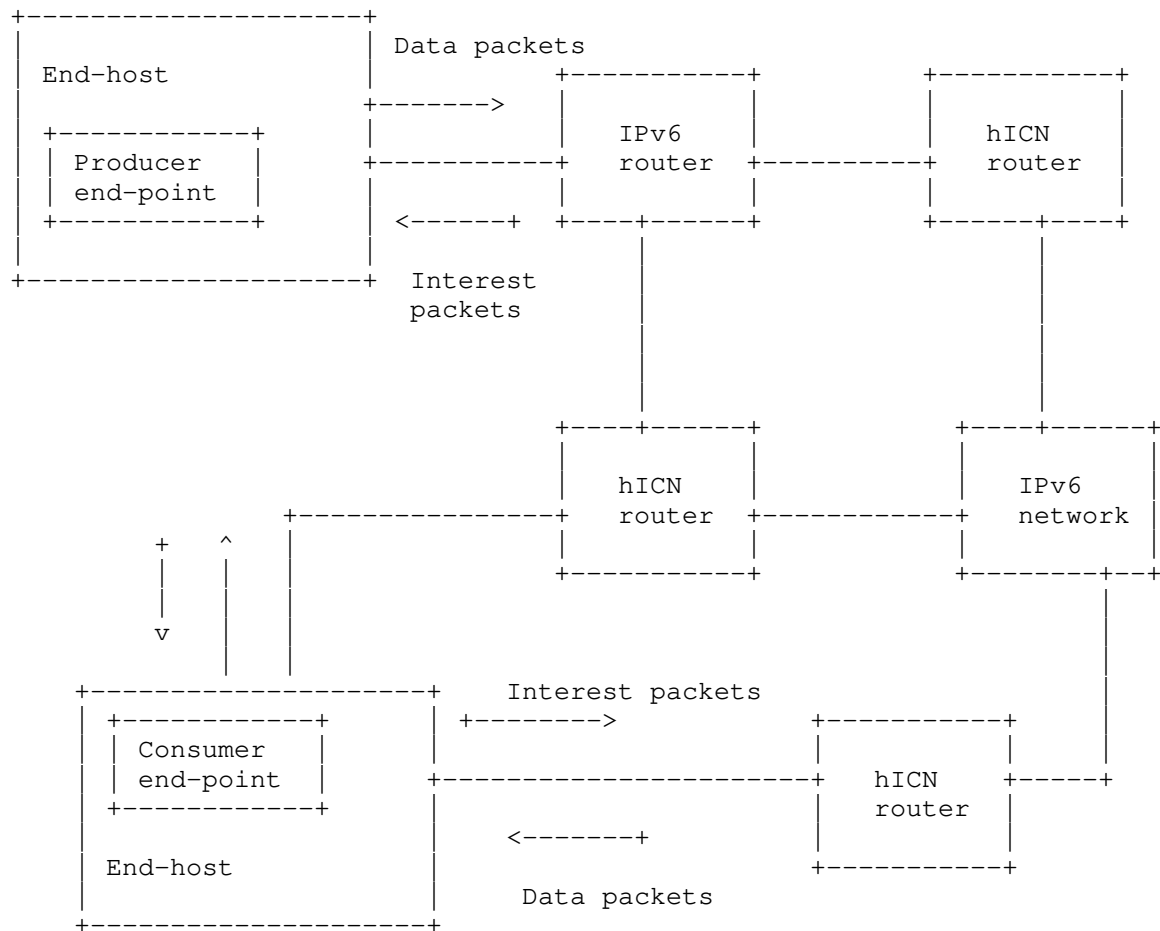 Data packets
End-host
IPv6
router
hICN
router
Producer
end-point
Interest
packets
hICN
router
IPv6
network
Interest packets
Consumer
end-point
hICN
router
End-host
Data packets